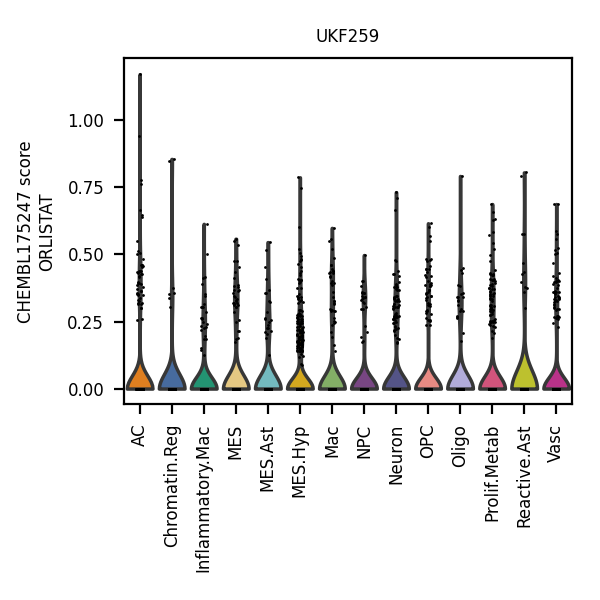 UKF259
CHEMBL175247 score
ORLISTAT
1.00
0.75
0.50
0.25
0.00
AC
Chromatin.Reg
Inflammatory.Mac
MES
MES.Ast
MES.Hyp
Mac
NPC
Neuron
OPC
Oligo
Prolif.Metab
Reactive.Ast
Vasc